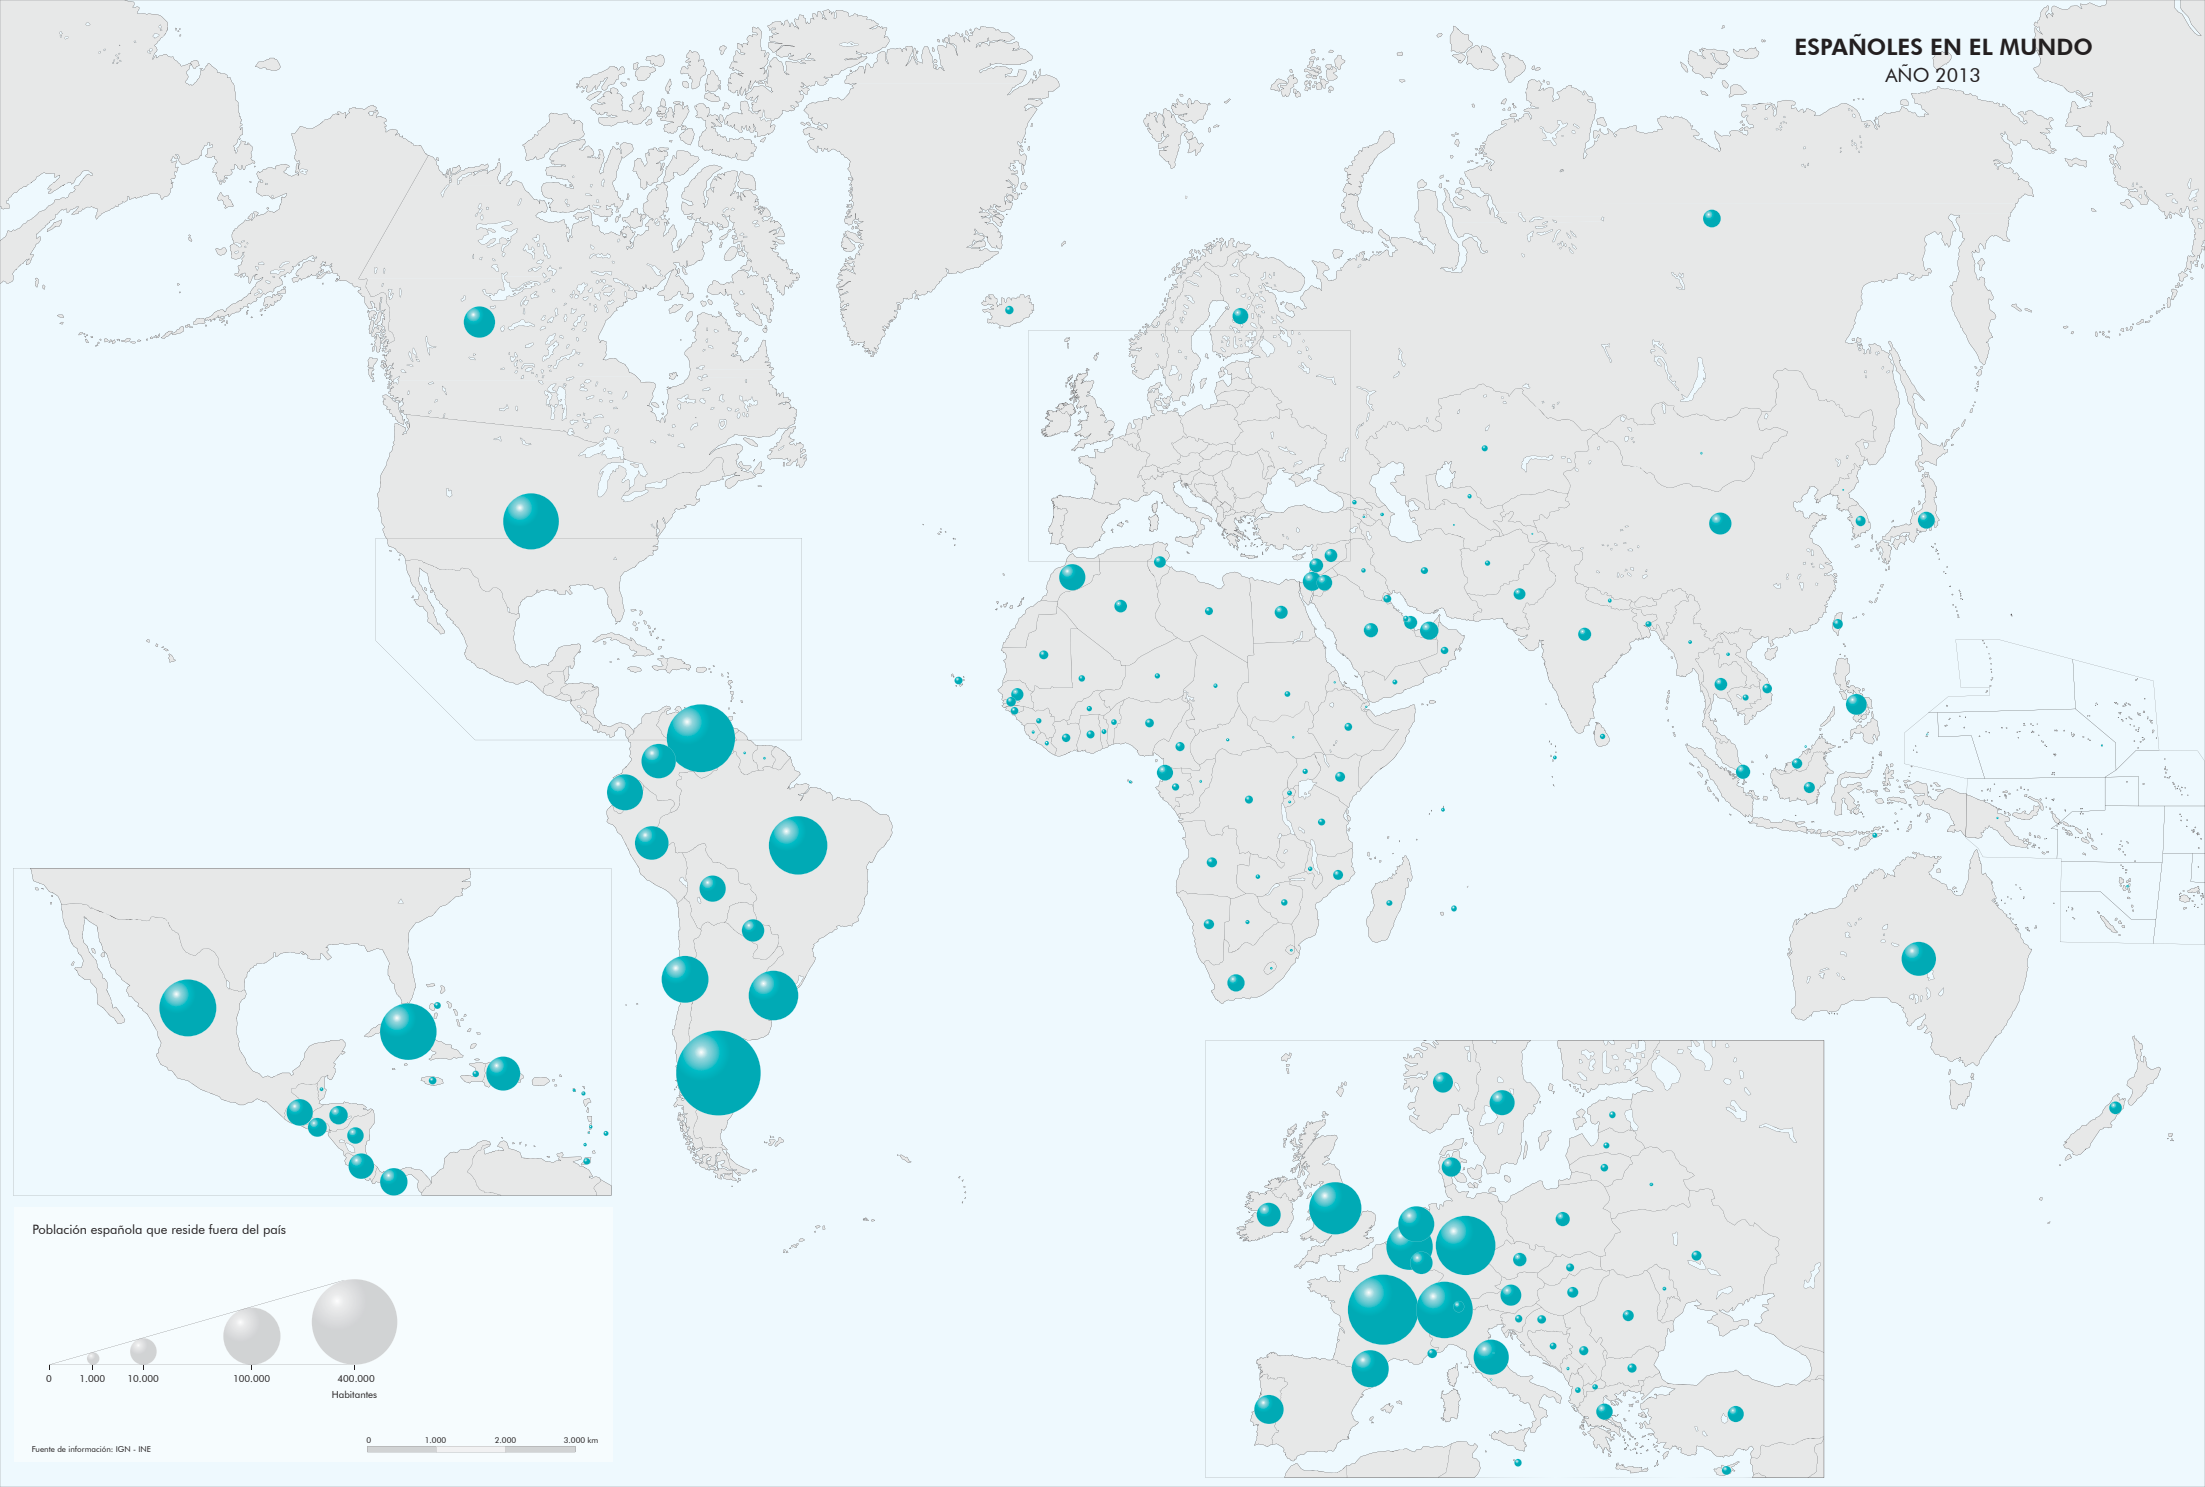 ESPAÑOLES EN EL MUNDO
AÑO 2013
Población española que reside fuera del país
0 1.000 10.000 100.000 400.000
Habitantes
0 1.000 2.000 3.000 km
Fuente de información: IGN - INE